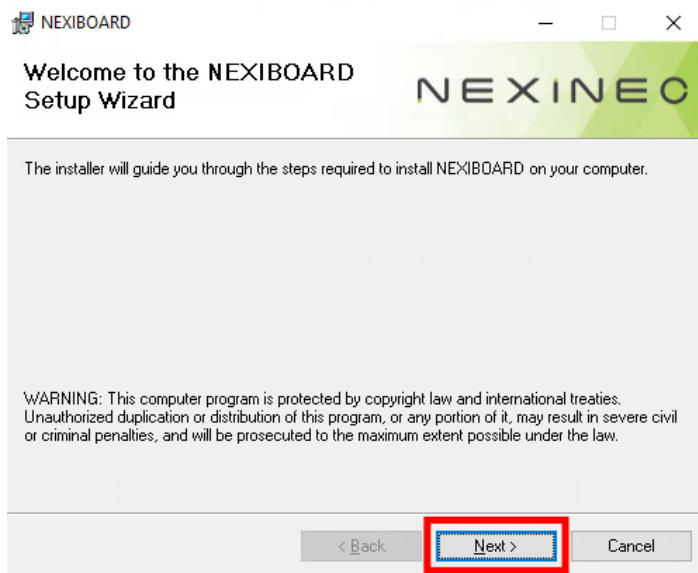 NEXIBOARD
Welcome to the NEXIBOARD
Setup Wizard
NEXINEO
The installer will guide you through the steps required to install NEXIBOARD on your computer.
WARNING: This computer program is protected by copyright law and international treaties.
Unauthorized duplication or distribution of this program, or any portion of it, may result in severe civil
or criminal penalties, and will be prosecuted to the maximum extent possible under the law.
< Back
Next >
Cancel